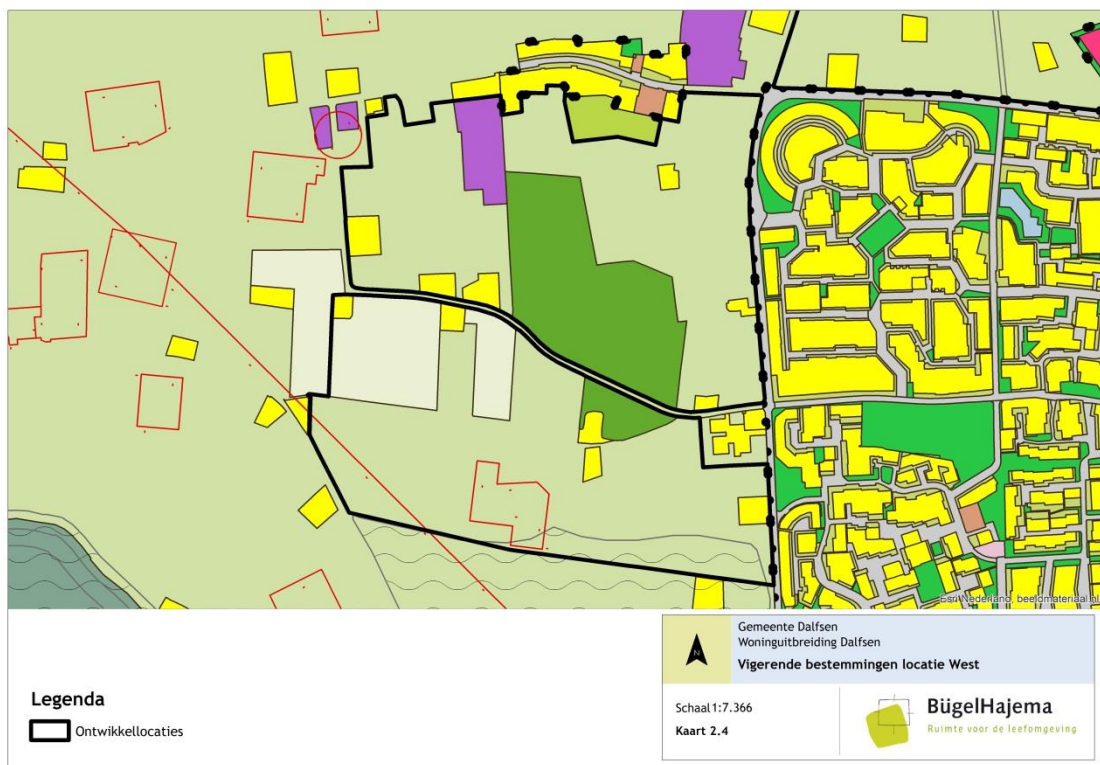 Esri Nederland, beeldmateriaal.nl
N
Gemeente Dalfsen
Woninguitbreiding Dalfsen
Vigerende bestemmingen locatie West
Legenda
Ontwikkellocaties
Schaal 1:7.366
Kaart 2.4
BügelHajema
Ruimte voor de leefomgeving